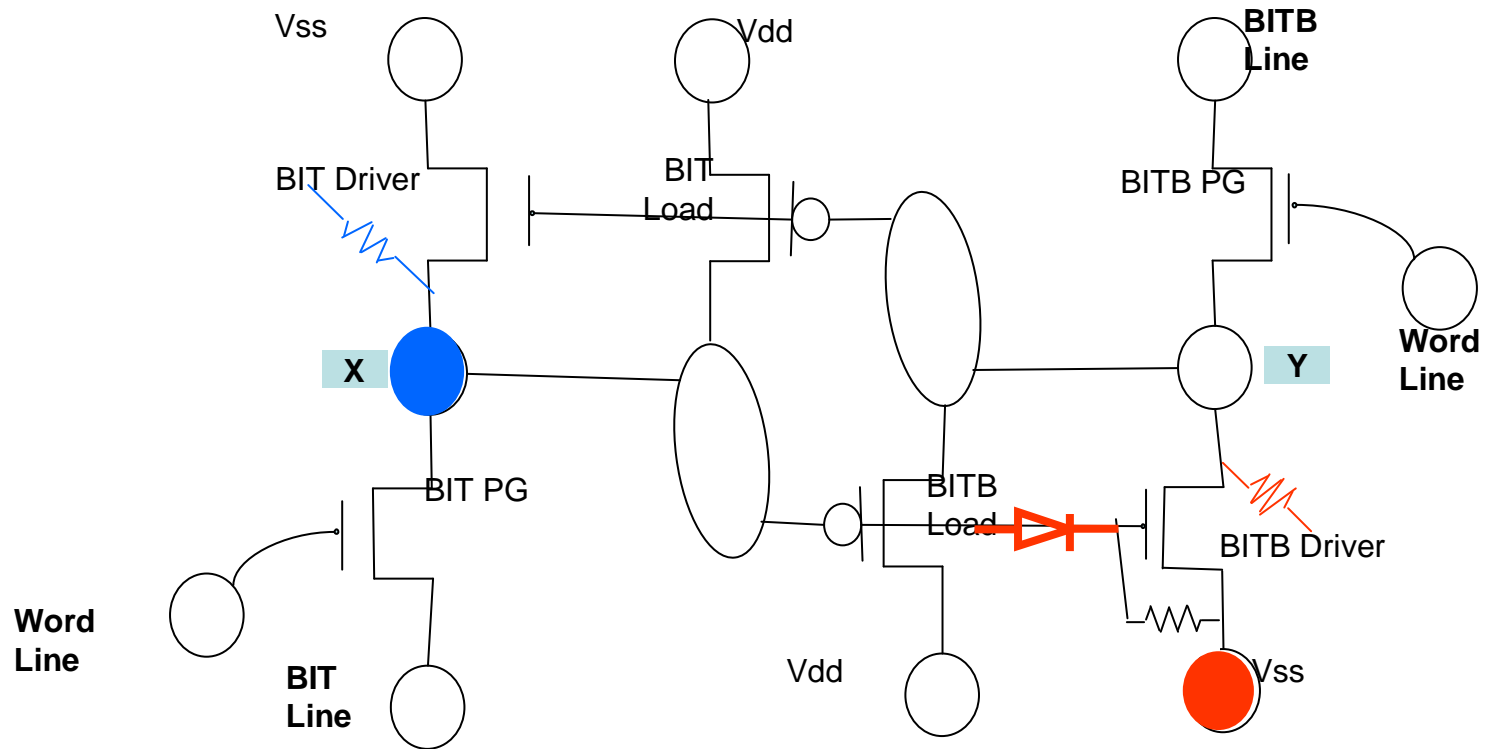 Vss
Vdd
BITB
Line
BIT Driver
BIT
Load
BITB PG
Word
Line
X
Y
BIT PG
BITB
Load
BITB Driver
Word
Line
BIT
Line
Vdd
Vss